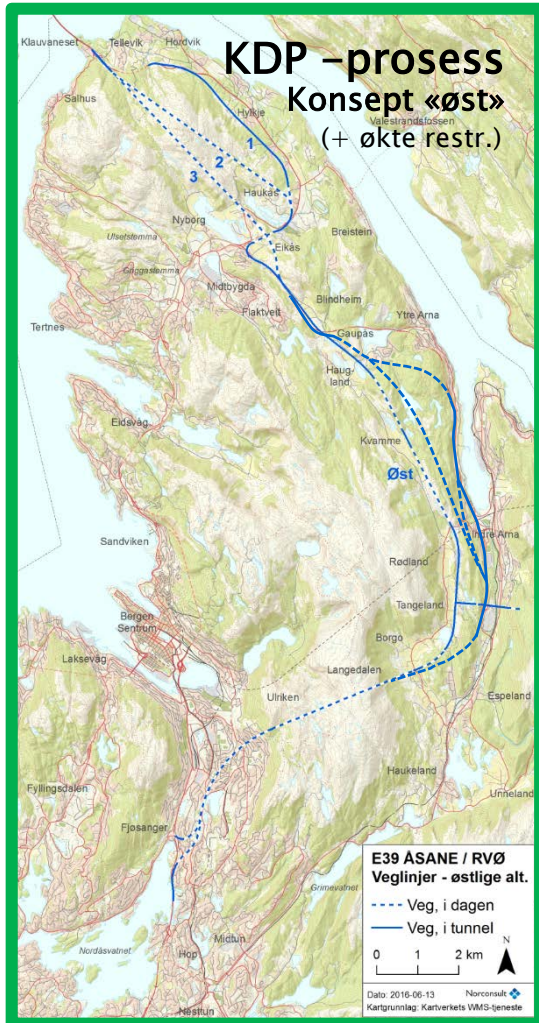 KDP –prosess
Konsept «øst»
(+ økte restr.)
Klauvaneset
Tellevik
Hordvik
Salhus
Hylkje
Valestrandsfossen
1
2
3
Haukås
Nyborg
Ulsetstemma
Eikås
Breistein
Gaggastemma
Midtbygda
Flaktveit
Blindheim
Tertnes
Gaupås
Ytre Arna
Haug-
land
Eidsvåg
Kvamme
Øst
Sandviken
Indre Arna
Rødland
Bergen
Sentrum
Tangeland
Laksevåg
Borgo
Langedalen
Ulriken
Espeland
Haukeland
Unneland
Fyllingsdalen
Fjøsanger
Grimevatnet
Nordåsvatnet
Hop
Midtun
Nesttun
E39 ÅSANE / RVØ
Veglinjer - østlige alt.
Veg, i dagen
Veg, i tunnel
0 1 2 km
N
Dato: 2016-06-13 Norconsult
Kartgrunnlag: Kartverkets WMS-tjeneste